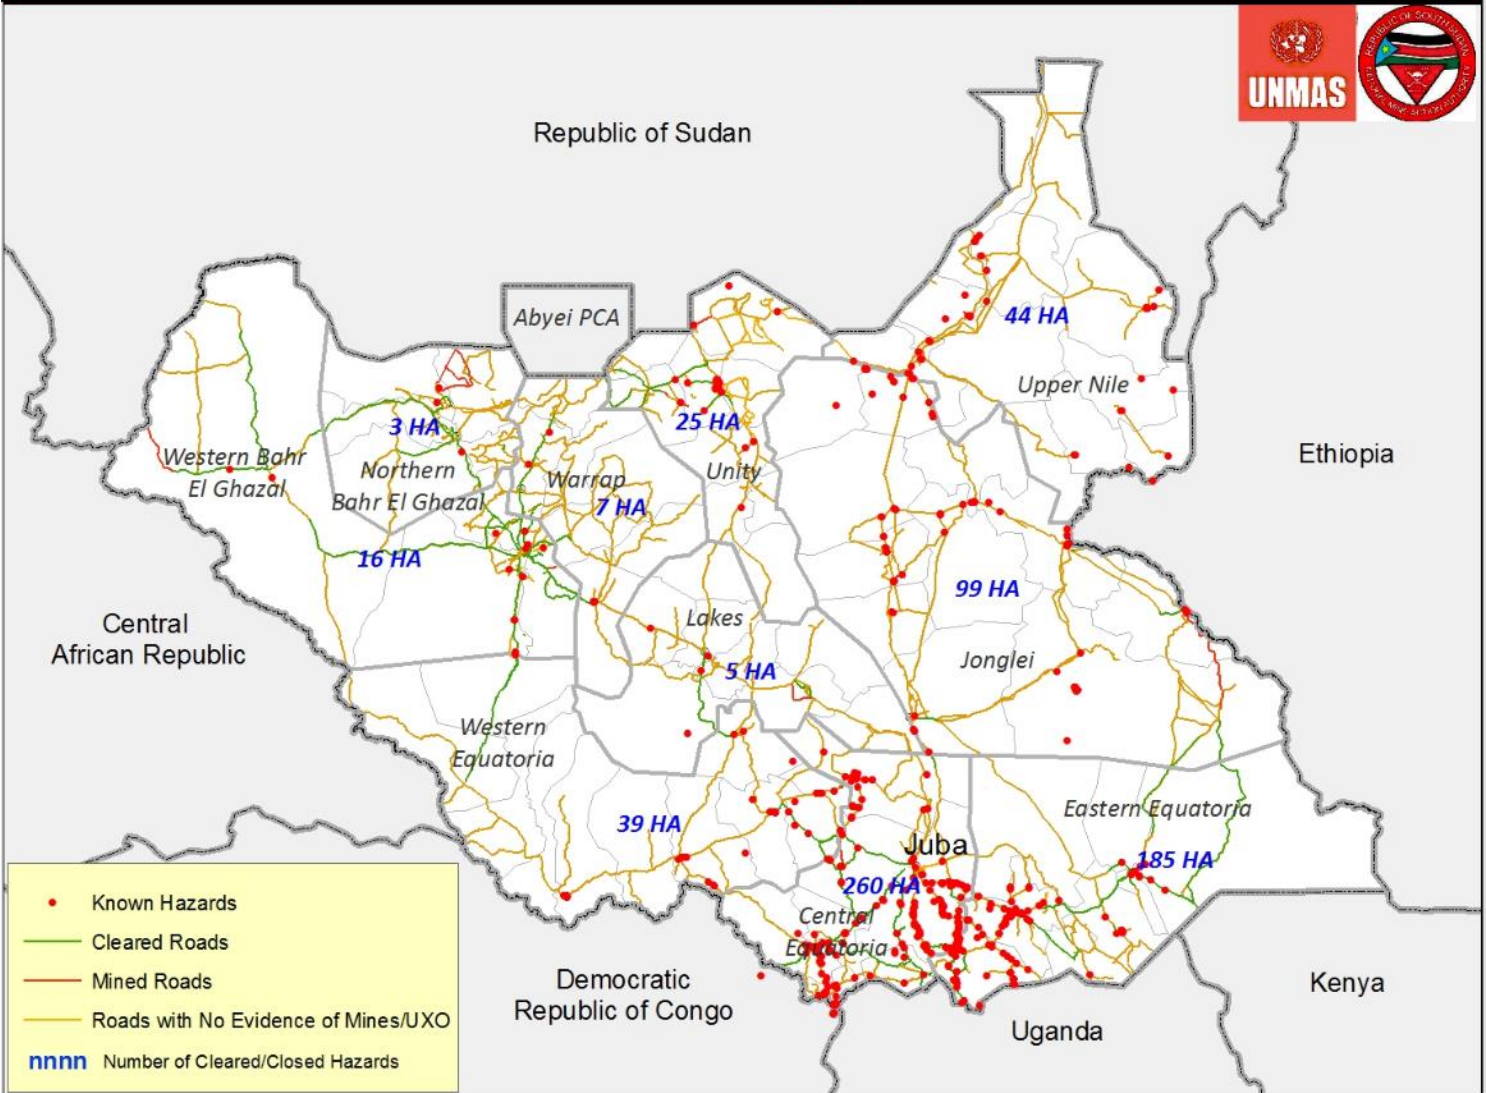 UNMAS
REPUBLIC OF SOUTH SUDAN
Republic of Sudan
Abyei PCA
44 HA
Upper Nile
Ethiopia
3 HA
25 HA
Western Bahr
El Ghazal
Northern
Bahr El Ghazal
Warrap
Unity
7 HA
16 HA
99 HA
Central
African Republic
Lakes
Jonglei
5 HA
Western
Equatoria
Eastern Equatoria
39 HA
Juba
185 HA
260 HA
Central
Equatoria
Democratic
Republic of Congo
Kenya
Uganda
Known Hazards
Cleared Roads
Mined Roads
Roads with No Evidence of Mines/UXO
nnnn Number of Cleared/Closed Hazards